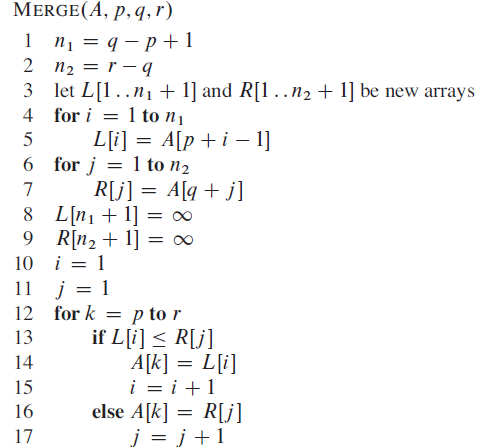 MERGE(A, p, q, r)
1 n₁ = q − p + 1
2 n₂ = r − q
3 let L[1..n₁ + 1] and R[1..n₂ + 1] be new arrays
4 for i = 1 to n₁
5 L[i] = A[p + i − 1]
6 for j = 1 to n₂
7 R[j] = A[q + j]
8 L[n₁ + 1] = ∞
9 R[n₂ + 1] = ∞
10 i = 1
11 j = 1
12 for k = p to r
13 if L[i] ≤ R[j]
14 A[k] = L[i]
15 i = i + 1
16 else A[k] = R[j]
17 j = j + 1